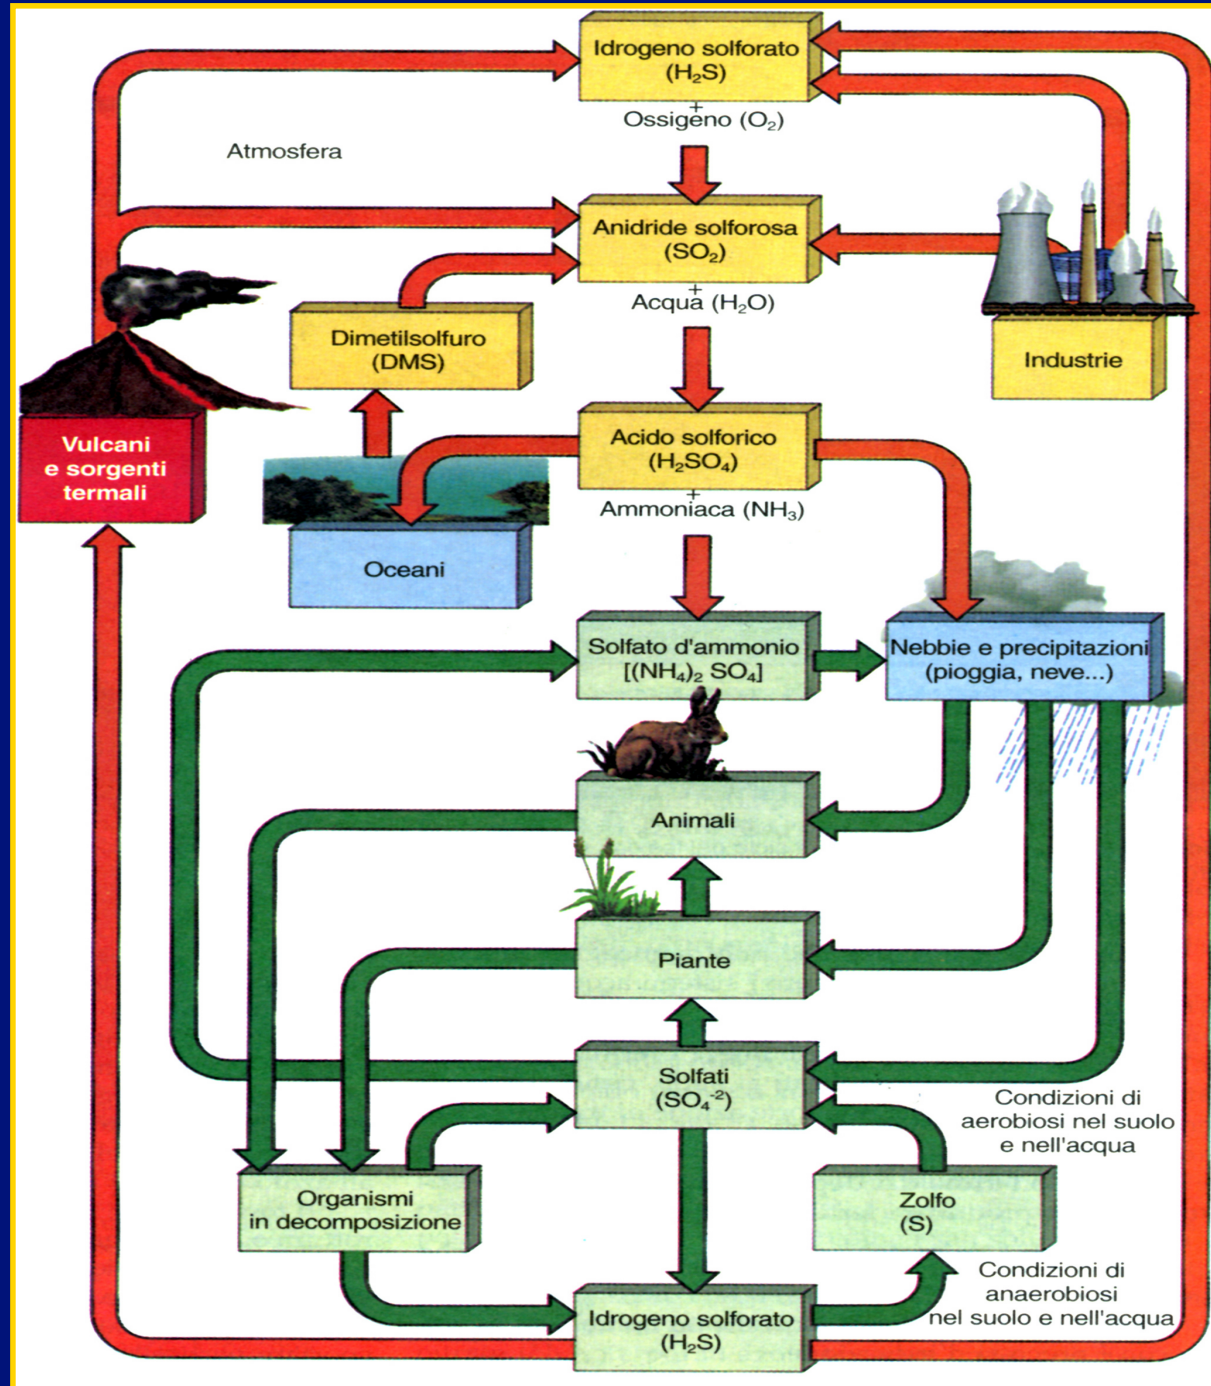 Idrogeno solforato
(H₂S)
+
Ossigeno (O₂)
Atmosfera
Anidride solforosa
(SO₂)
+
Acqua (H₂O)
Dimetilsolfuro
(DMS)
Industrie
Vulcani
e sorgenti
termali
Acido solforico
(H₂SO₄)
+
Ammoniaca (NH₃)
Oceani
Solfato d'ammonio
[(NH₄)₂ SO₄]
Nebbie e precipitazioni
(pioggia, neve...)
Animali
Piante
Solfati
(SO₄⁻²)
Condizioni di
aerobiosi nel suolo
e nell'acqua
Organismi
in decomposizione
Zolfo
(S)
Condizioni di
anaerobiosi
nel suolo e nell'acqua
Idrogeno solforato
(H₂S)